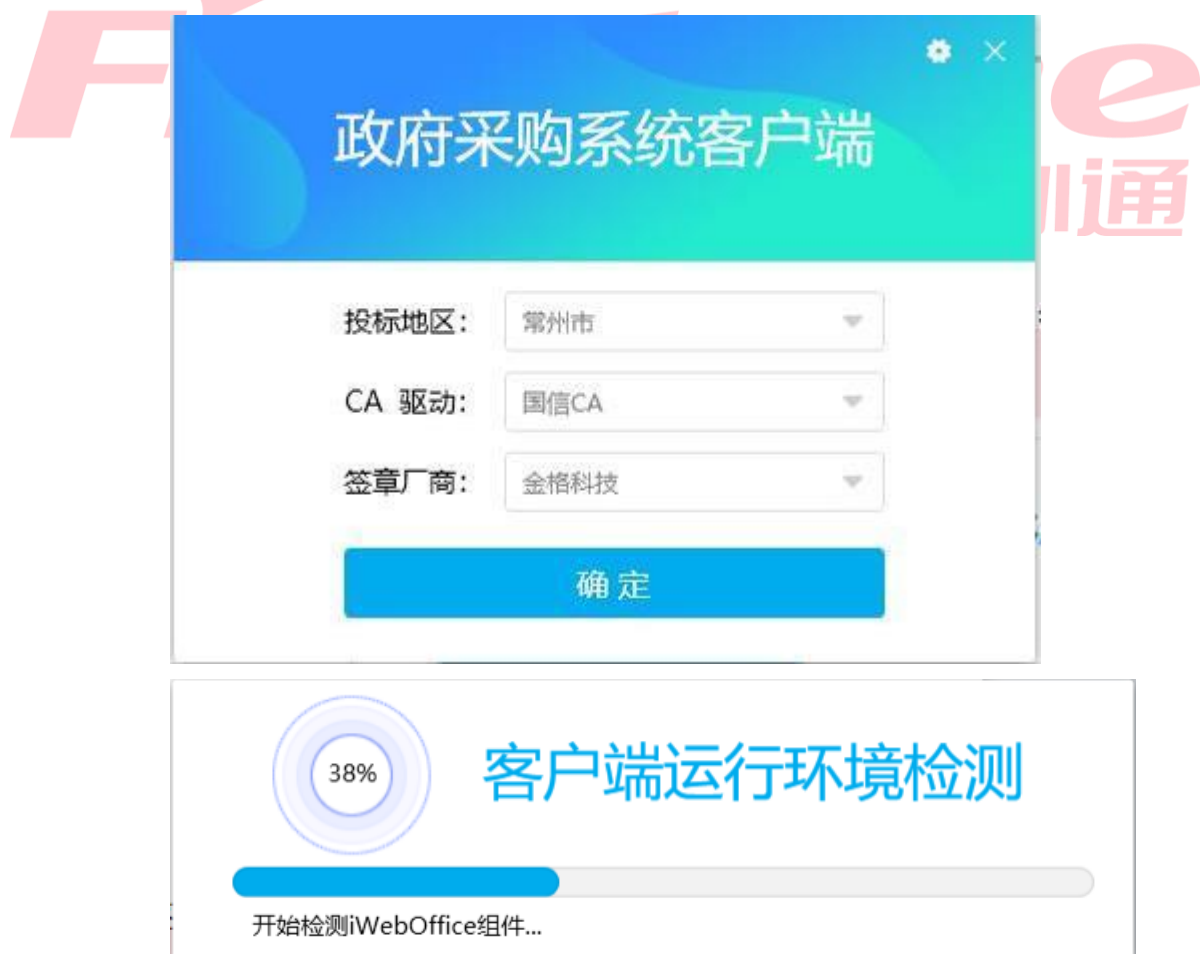 政府采购系统客户端
投标地区：
常州市
CA 驱动：
国信CA
签章厂商：
金格科技
确 定
38%
客户端运行环境检测
开始检测iWebOffice组件...